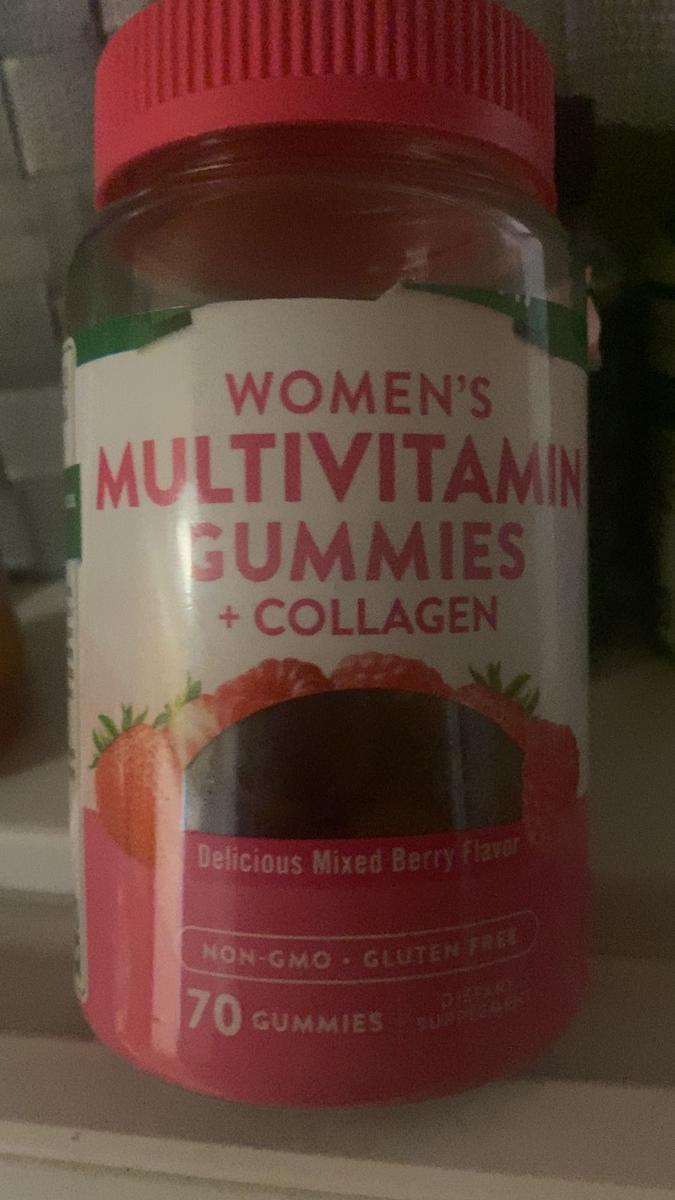 WOMEN'S
MULTIVITAMIN
GUMMIES
+ COLLAGEN
Delicious Mixed Berry Flavor
NON-GMO • GLUTEN FREE
70 GUMMIES
DIETARY
SUPPLEMENT